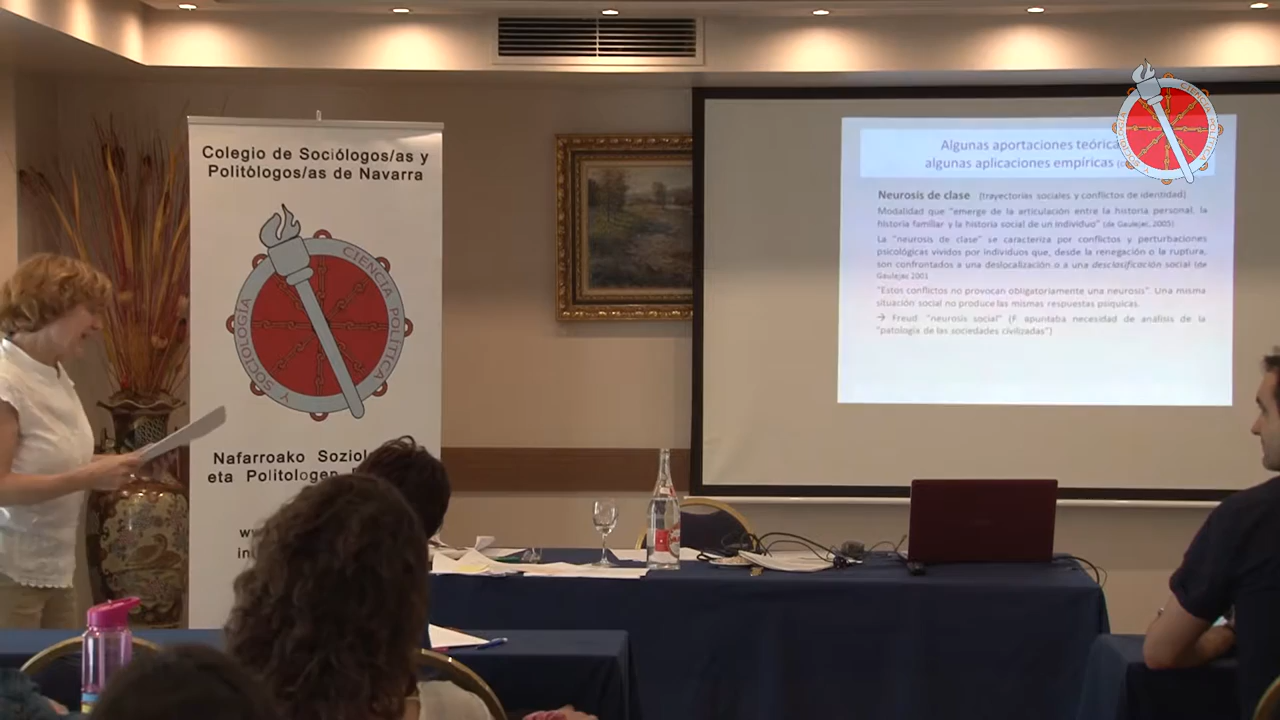 Colegio de Sociólogos/as y
Politólogos/as de Navarra
CIENCIA POLÍTICA
Y SOCIOLOGÍA
Nafarroako
eta Politologen
Algunas aportaciones
algunas aplicaciones empíricas
CIENCIA POLÍTICA
Y SOCIOLOGÍA
Neurosis de clase (trayectorias sociales y conflictos de identidad)
Modalidad que "emerge de la articulación entre la historia personal, la
historia familiar y la historia social de un individuo" (de Gaulejac, 2005)
La "neurosis de clase" se caracteriza por conflictos y perturbaciones
psicológicas vividos por individuos que, desde la renegación o la ruptura,
son confrontados a una deslocalización o a una desclasificación social (de
Gaulejac 2001
"Estos conflictos no provocan obligatoriamente una neurosis". Una misma
situación social no produce las mismas respuestas psíquicas.
→ Freud "neurosis social" (F apuntaba necesidad de análisis de la
"patología de las sociedades civilizadas")